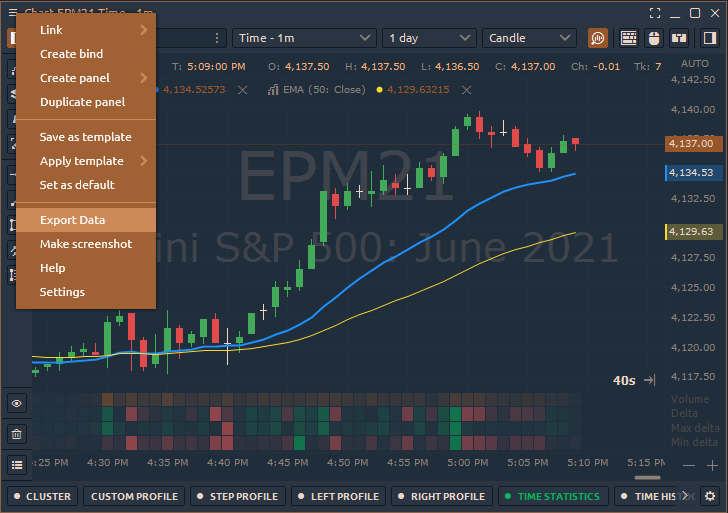 Chart EPM21 Time - 1m
Link
Create bind
Create panel
Duplicate panel
Save as template
Apply template
Set as default
Export Data
Make screenshot
Help
Settings
Time - 1m
1 day
Candle
T: 5:09:00 PM O: 4,137.50 H: 4,137.50 L: 4,136.50 C: 4,137.00 Ch: -0.01 Tk: 7
AUTO
4,134.52573 EMA (50: Close) 4,129.63215
4,142.50
4,140.00
4,137.00
4,134.53
4,132.50
4,129.63
4,127.50
4,125.00
4,122.50
4,120.00
4,117.50
EPM21
ini S&P 500: June 2021
40s
Volume
Delta
Max delta
Min delta
4:25 PM 4:30 PM 4:35 PM 4:40 PM 4:45 PM 4:50 PM 4:55 PM 5:00 PM 5:05 PM 5:10 PM 5:15 PM
CLUSTER CUSTOM PROFILE STEP PROFILE LEFT PROFILE RIGHT PROFILE TIME STATISTICS TIME HIS